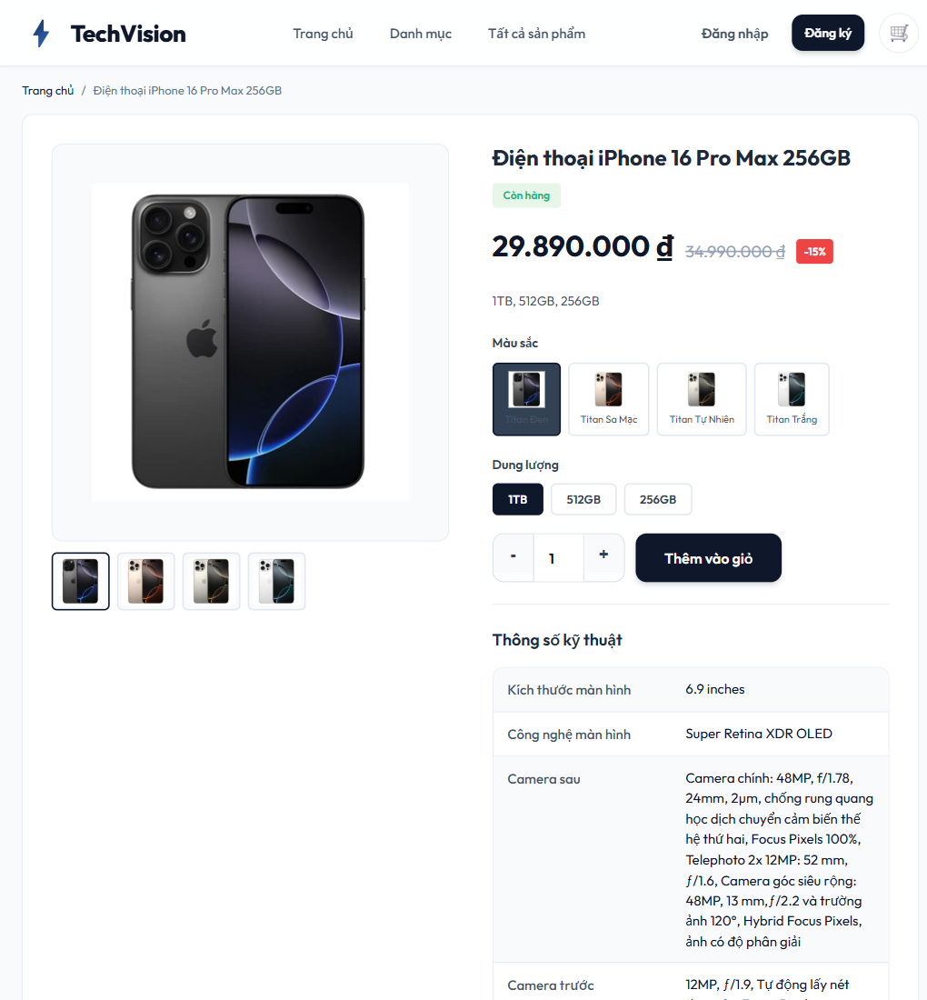 TechVision
Trang chủ
Danh mục
Tất cả sản phẩm
Đăng nhập
Đăng ký
Trang chủ / Điện thoại iPhone 16 Pro Max 256GB
Điện thoại iPhone 16 Pro Max 256GB
Còn hàng
29.890.000 ₫ 34.990.000 ₫ -15%
1TB, 512GB, 256GB
Màu sắc
Titan Đen
Titan Sa Mạc
Titan Tự Nhiên
Titan Trắng
Dung lượng
1TB
512GB
256GB
- 1 +
Thêm vào giỏ
Thông số kỹ thuật
Kích thước màn hình
6.9 inches
Công nghệ màn hình
Super Retina XDR OLED
Camera sau
Camera chính: 48MP, f/1.78,
24mm, 2µm, chống rung quang
học dịch chuyển cảm biến thế
hệ thứ hai, Focus Pixels 100%,
Telephoto 2x 12MP: 52 mm,
ƒ/1.6, Camera góc siêu rộng:
48MP, 13 mm,ƒ/2.2 và trường
ảnh 120°, Hybrid Focus Pixels,
ảnh có độ phân giải
Camera trước
12MP, ƒ/1.9, Tự động lấy nét